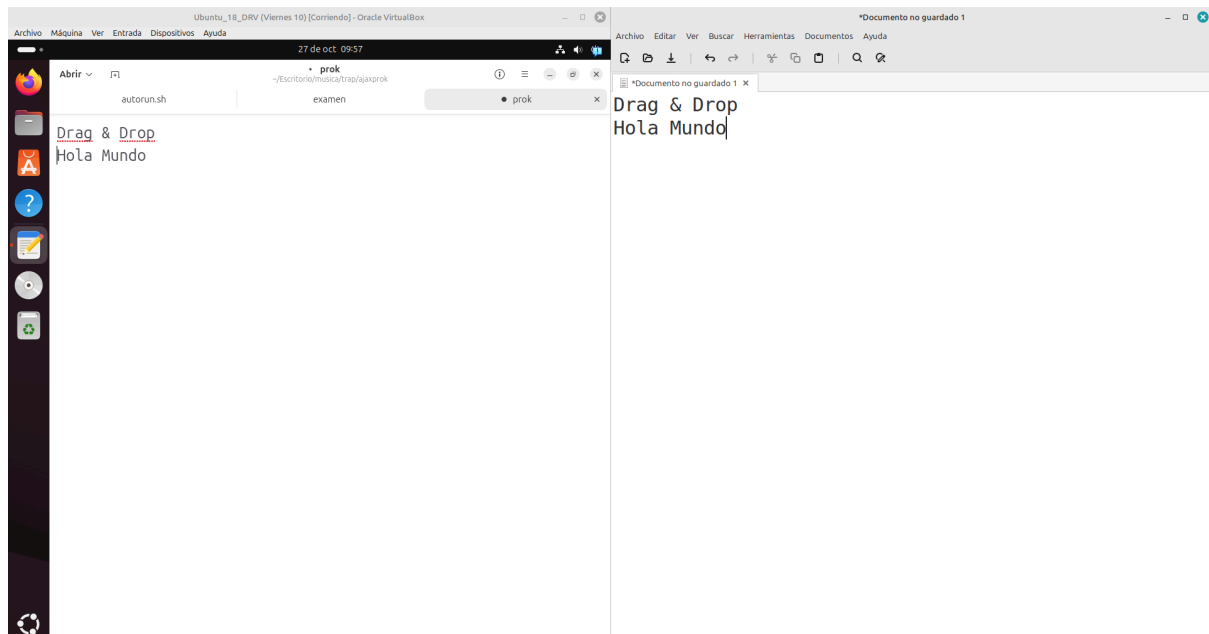 Ubuntu_18_DRV (Viernes 10) [Corriendo] - Oracle VirtualBox
Archivo Máquina Ver Entrada Dispositivos Ayuda
27 de oct 09:57
Abrir
• prok
~/Escritorio/musica/trap/ajaxprok
autorun.sh
examen
• prok
Drag & Drop
Hola Mundo
*Documento no guardado 1
Archivo Editar Ver Buscar Herramientas Documentos Ayuda
*Documento no guardado 1
Drag & Drop
Hola Mundo